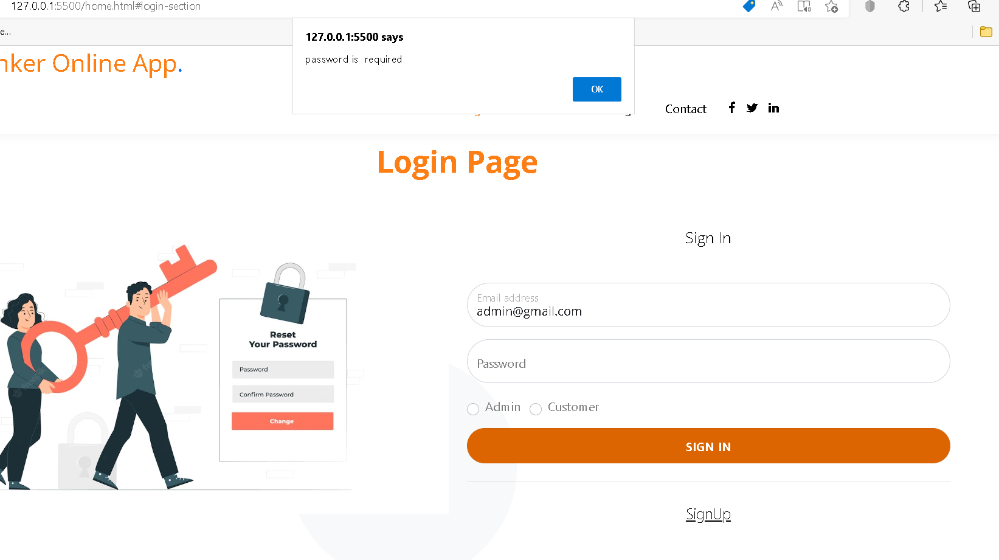 127.0.0.1:5500/home.html#login-section
e...
127.0.0.1:5500 says
password is  required
OK
nker Online App.
Contact
Login Page
Sign In
Email address
admin@gmail.com
Password
Admin
Customer
SIGN IN
SignUp
Reset
Your Password
Password
Confirm Password
Change